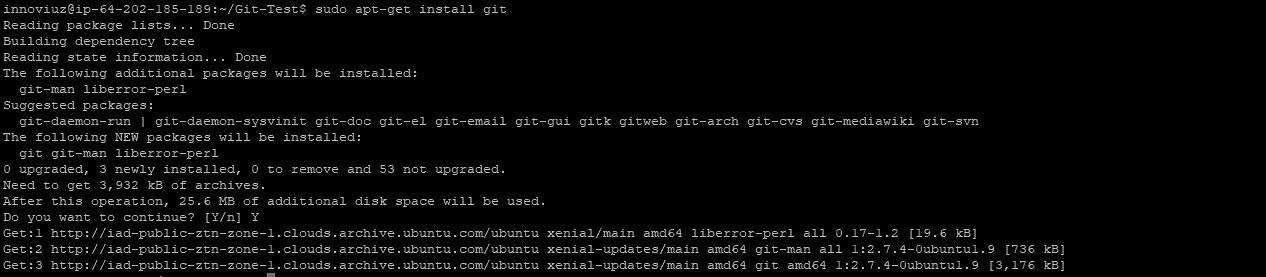 innoviuz@ip-64-202-185-189:~/Git-Test$ sudo apt-get install git
Reading package lists... Done
Building dependency tree
Reading state information... Done
The following additional packages will be installed:
  git-man liberror-perl
Suggested packages:
  git-daemon-run | git-daemon-sysvinit git-doc git-el git-email git-gui gitk gitweb git-arch git-cvs git-mediawiki git-svn
The following NEW packages will be installed:
  git git-man liberror-perl
0 upgraded, 3 newly installed, 0 to remove and 53 not upgraded.
Need to get 3,932 kB of archives.
After this operation, 25.6 MB of additional disk space will be used.
Do you want to continue? [Y/n] Y
Get:1 http://iad-public-ztn-zone-1.clouds.archive.ubuntu.com/ubuntu xenial/main amd64 liberror-perl all 0.17-1.2 [19.6 kB]
Get:2 http://iad-public-ztn-zone-1.clouds.archive.ubuntu.com/ubuntu xenial-updates/main amd64 git-man all 1:2.7.4-0ubuntu1.9 [736 kB]
Get:3 http://iad-public-ztn-zone-1.clouds.archive.ubuntu.com/ubuntu xenial-updates/main amd64 git amd64 1:2.7.4-0ubuntu1.9 [3,176 kB]